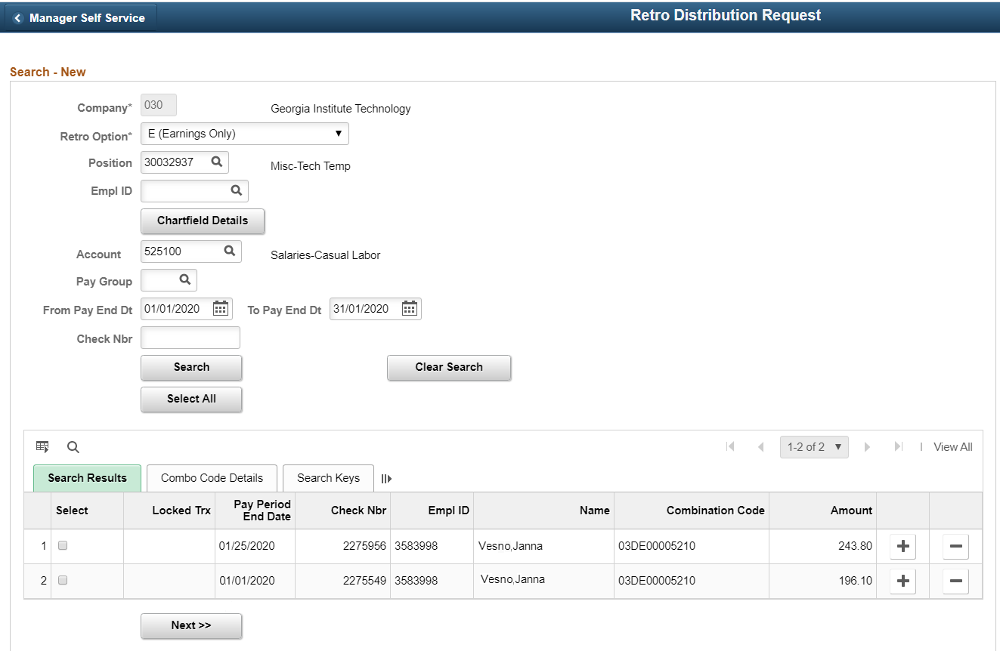 Manager Self Service
Retro Distribution Request
Search - New
Company* 030 Georgia Institute Technology
Retro Option* E (Earnings Only)
Position 30032937 Misc-Tech Temp
Empl ID
Chartfield Details
Account 525100 Salaries-Casual Labor
Pay Group
From Pay End Dt 01/01/2020 To Pay End Dt 31/01/2020
Check Nbr
Search Clear Search
Select All
1-2 of 2 View All
Search Results Combo Code Details Search Keys
Select Locked Trx Pay Period End Date Check Nbr Empl ID Name Combination Code Amount
1 01/25/2020 2275956 3583998 Vesno,Janna 03DE00005210 243.80
2 01/01/2020 2275549 3583998 Vesno,Janna 03DE00005210 196.10
Next >>